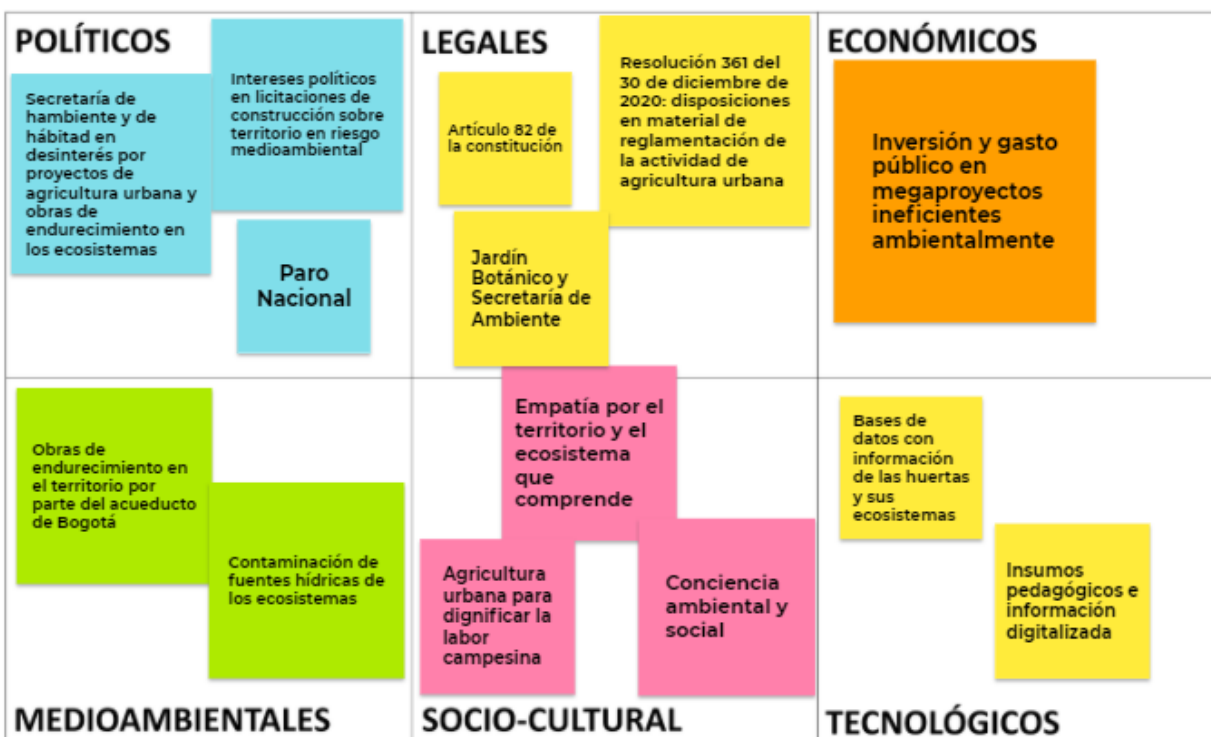 POLÍTICOS
Secretaría de
hambiente y de
hábitad en
desinterés por
proyectos de
agricultura urbana y
obras de
endurecimiento en
los ecosistemas
Intereses políticos
en licitaciones de
construcción sobre
territorio en riesgo
medioambiental
Paro
Nacional
LEGALES
Artículo 82 de
la constitución
Resolución 361 del
30 de diciembre de
2020: disposiciones
en material de
reglamentación de
la actividad de
agricultura urbana
Jardín
Botánico y
Secretaría de
Ambiente
ECONÓMICOS
Inversión y gasto
público en
megaproyectos
ineficientes
ambientalmente
Obras de
endurecimiento en
el territorio por
parte del acueducto
de Bogotá
Contaminación de
fuentes hídricas de
los ecosistemas
MEDIOAMBIENTALES
Empatía por el
territorio y el
ecosistema
que
comprende
Agricultura
urbana para
dignificar la
labor
campesina
Conciencia
ambiental y
social
SOCIO-CULTURAL
Bases de
datos con
información
de las huertas
y sus
ecosistemas
Insumos
pedagógicos e
información
digitalizada
TECNOLÓGICOS